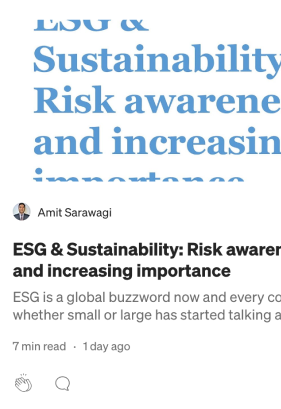 ESG &
Sustainability
Risk awarene
and increasin
importance
Amit Sarawagi
ESG & Sustainability: Risk awarer
and increasing importance
ESG is a global buzzword now and every co
whether small or large has started talking a
7 min read · 1 day ago